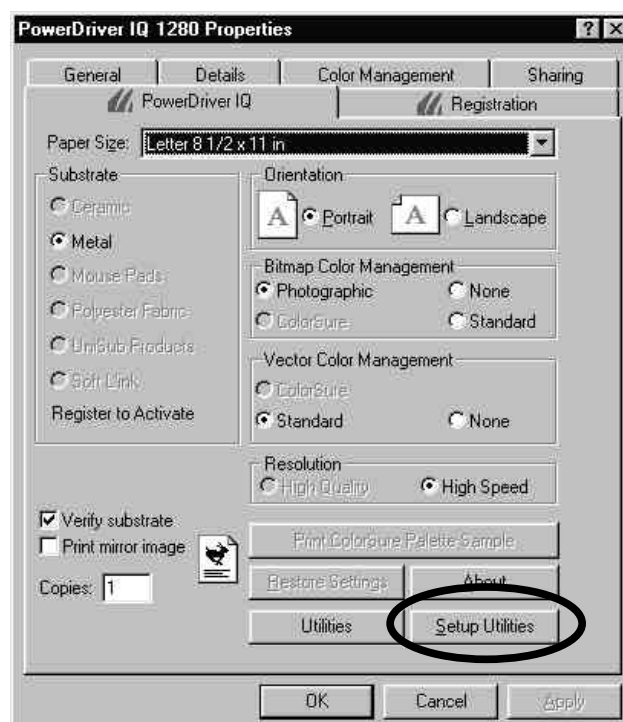 PowerDriver IQ 1280 Properties ? X
General Details Color Management Sharing
PowerDriver IQ Registration
Paper Size: Letter 8 1/2 x 11 in
Substrate
Ceramic
Metal
Mouse Pads
Polyester Fabric
UniSub Products
Soft L'ink
Register to Activate
Orientation
A Portrait A Landscape
Bitmap Color Management
Photographic None
ColorSure Standard
Vector Color Management
ColorSure
Standard None
Resolution
High Quality High Speed
Verify substrate
Print mirror image
Copies: 1
Print ColorSure Palette Sample
Restore Settings About
Utilities Setup Utilities
OK Cancel Apply